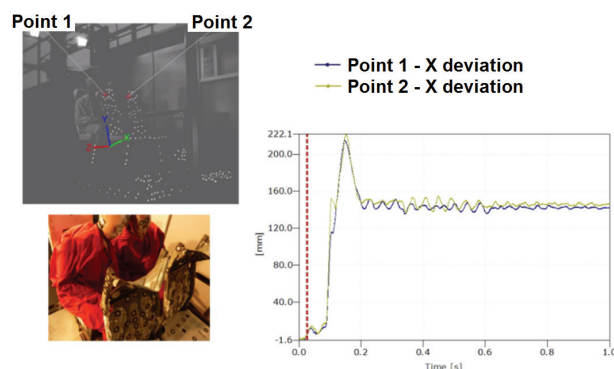 Point 1
Point 2
Y
X
Z
Point 1 - X deviation
Point 2 - X deviation
222.1
200.0
160.0
120.0
80.0
40.0
-1.6
[mm]
0.0
0.2
0.4
0.6
0.8
1.0
Time [s]